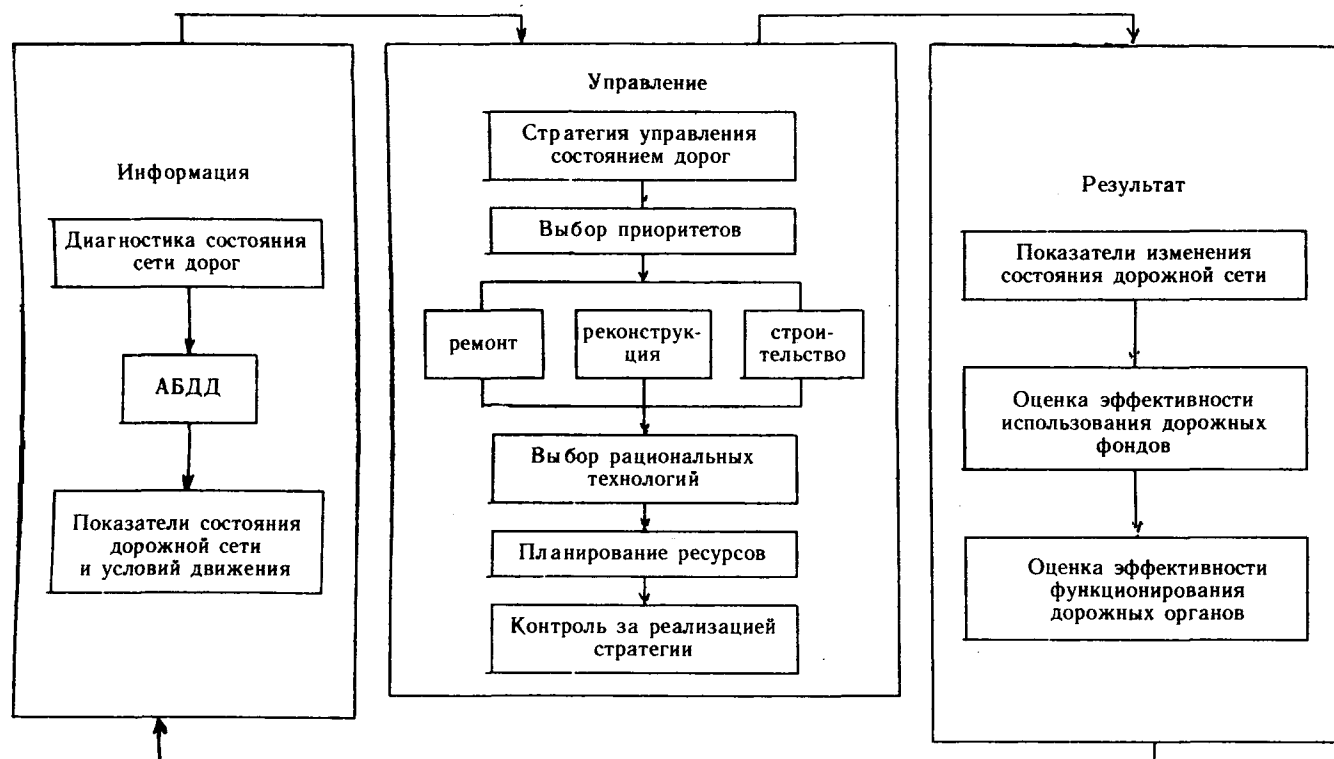 Информация
Диагностика состояния
сети дорог
АБДД
Показатели состояния
дорожной сети
и условий движения
Управление
Стратегия управления
состоянием дорог
Выбор приоритетов
ремонт
реконструк-
ция
строи-
тельство
Выбор рациональных
технологий
Планирование ресурсов
Контроль за реализацией
стратегии
Результат
Показатели изменения
состояния дорожной сети
Оценка эффективности
использования дорожных
фондов
Оценка эффективности
функционирования
дорожных органов